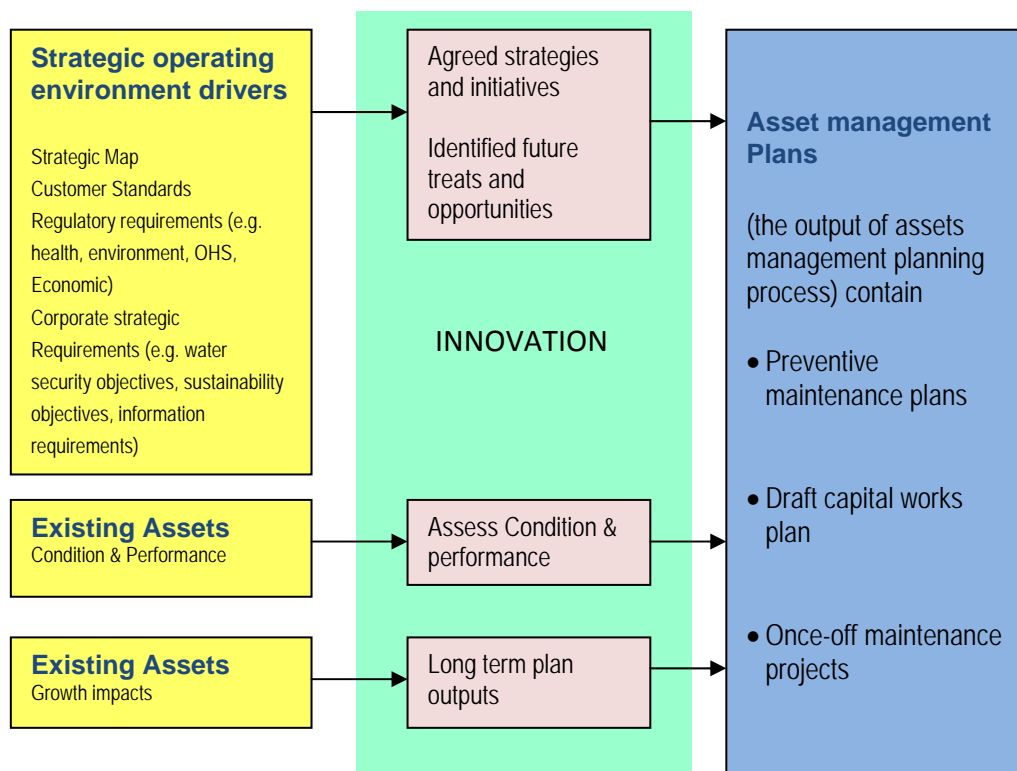 Strategic operating
environment drivers
Strategic Map
Customer Standards
Regulatory requirements (e.g.
health, environment, OHS,
Economic)
Corporate strategic
Requirements (e.g. water
security objectives, sustainability
objectives, information
requirements)
Existing Assets
Condition & Performance
Existing Assets
Growth impacts
Agreed strategies
and initiatives
Identified future
treats and
opportunities
INNOVATION
Assess Condition &
performance
Long term plan
outputs
Asset management
Plans
(the output of assets
management planning
process) contain
• Preventive
maintenance plans
• Draft capital works
plan
• Once-off maintenance
projects